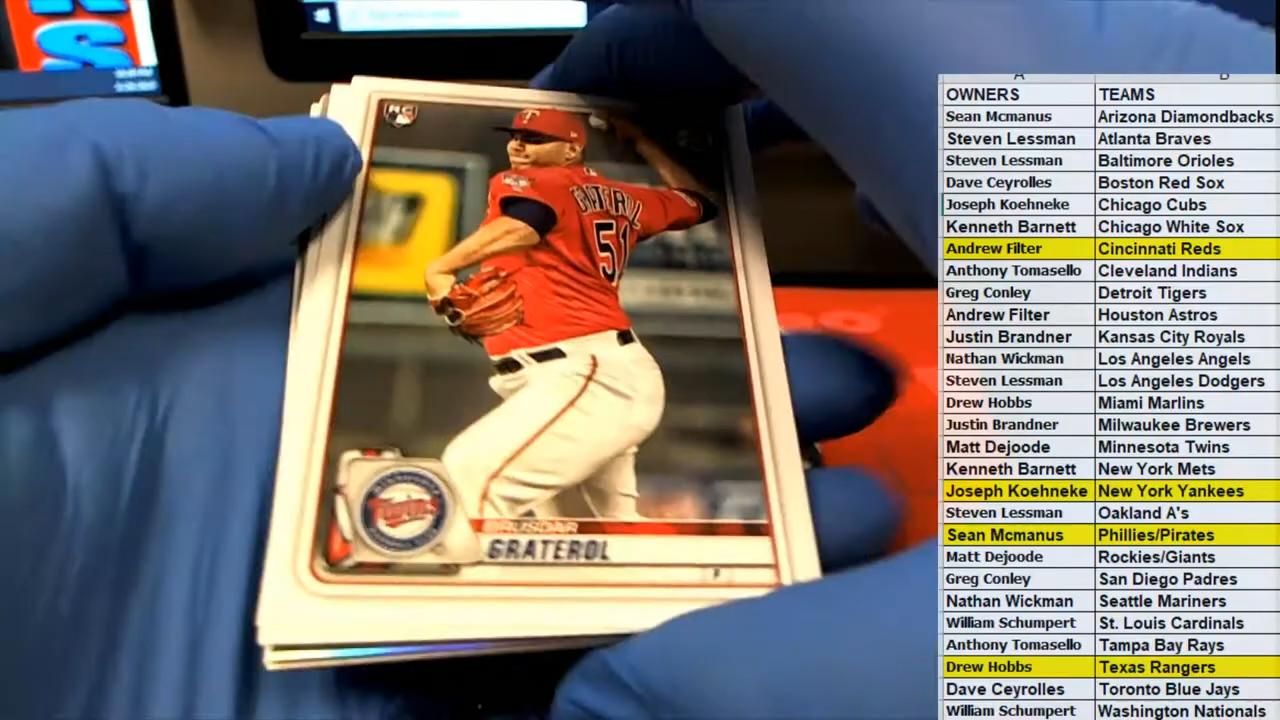 RC
GRATEROL
51
TWINS
BRUSDAR
GRATEROL
P
A B
OWNERS TEAMS
Sean Mcmanus Arizona Diamondbacks
Steven Lessman Atlanta Braves
Steven Lessman Baltimore Orioles
Dave Ceyrolles Boston Red Sox
Joseph Koehneke Chicago Cubs
Kenneth Barnett Chicago White Sox
Andrew Filter Cincinnati Reds
Anthony Tomasello Cleveland Indians
Greg Conley Detroit Tigers
Andrew Filter Houston Astros
Justin Brandner Kansas City Royals
Nathan Wickman Los Angeles Angels
Steven Lessman Los Angeles Dodgers
Drew Hobbs Miami Marlins
Justin Brandner Milwaukee Brewers
Matt Dejoode Minnesota Twins
Kenneth Barnett New York Mets
Joseph Koehneke New York Yankees
Steven Lessman Oakland A's
Sean Mcmanus Phillies/Pirates
Matt Dejoode Rockies/Giants
Greg Conley San Diego Padres
Nathan Wickman Seattle Mariners
William Schumpert St. Louis Cardinals
Anthony Tomasello Tampa Bay Rays
Drew Hobbs Texas Rangers
Dave Ceyrolles Toronto Blue Jays
William Schumpert Washington Nationals